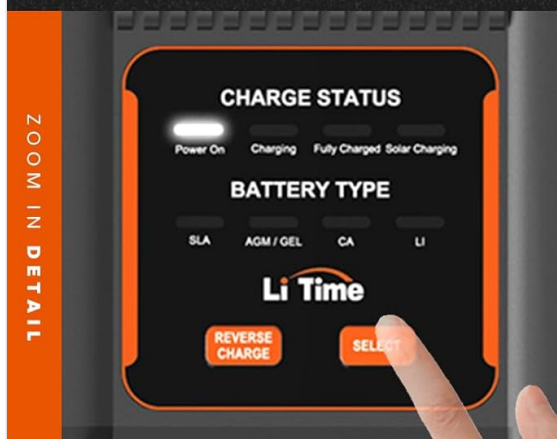 ZOOM IN DETAIL
CHARGE STATUS
Power On Charging Fully Charged Solar Charging
BATTERY TYPE
SLA AGM / GEL CA LI
Li Time
REVERSE CHARGE
SELECT